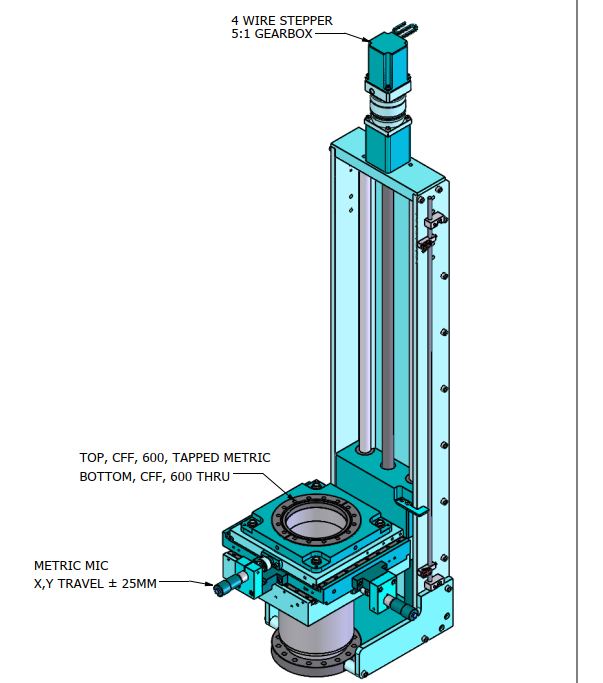 4 WIRE STEPPER
5:1 GEARBOX
TOP, CFF, 600, TAPPED METRIC
BOTTOM, CFF, 600 THRU
METRIC MIC
X,Y TRAVEL ± 25MM